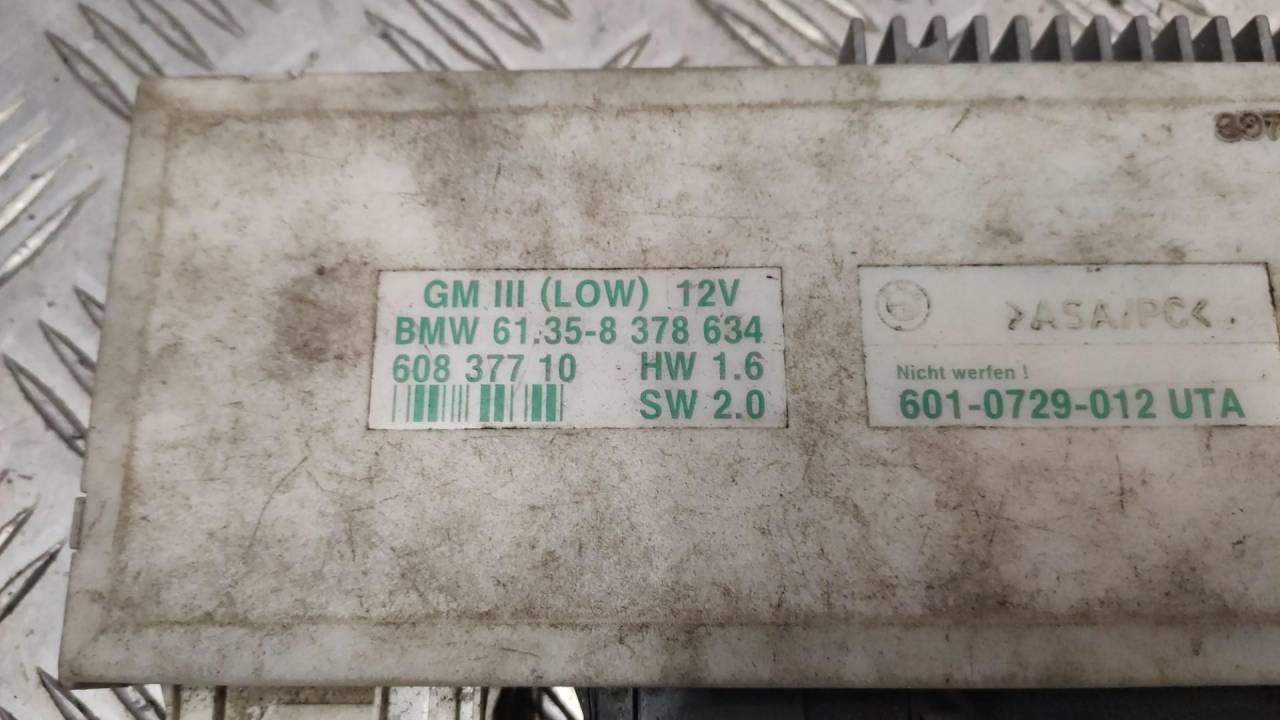 GM III (LOW) 12V
BMW 61.35-8 378 634
608 377 10 HW 1.6
SW 2.0
>ASA/PC<
Nicht werfen !
601-0729-012 UTA